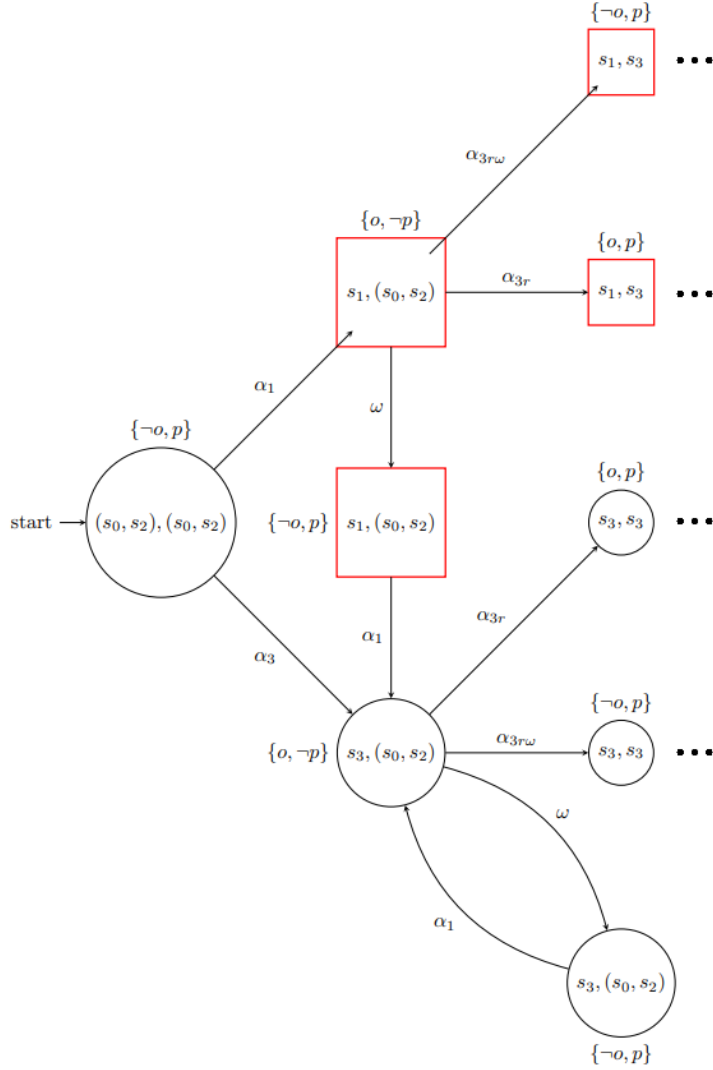 {¬o, p}
s₁, s₃
α₃ᵣω
{o, ¬p}
{o, p}
s₁, (s₀, s₂)
α₃ᵣ
s₁, s₃
α₁
ω
{¬o, p}
{o, p}
start
(s₀, s₂), (s₀, s₂)
{¬o, p}
s₁, (s₀, s₂)
s₃, s₃
α₁
α₃ᵣ
α₃
{¬o, p}
{o, ¬p}
s₃, (s₀, s₂)
α₃ᵣω
s₃, s₃
ω
α₁
s₃, (s₀, s₂)
{¬o, p}